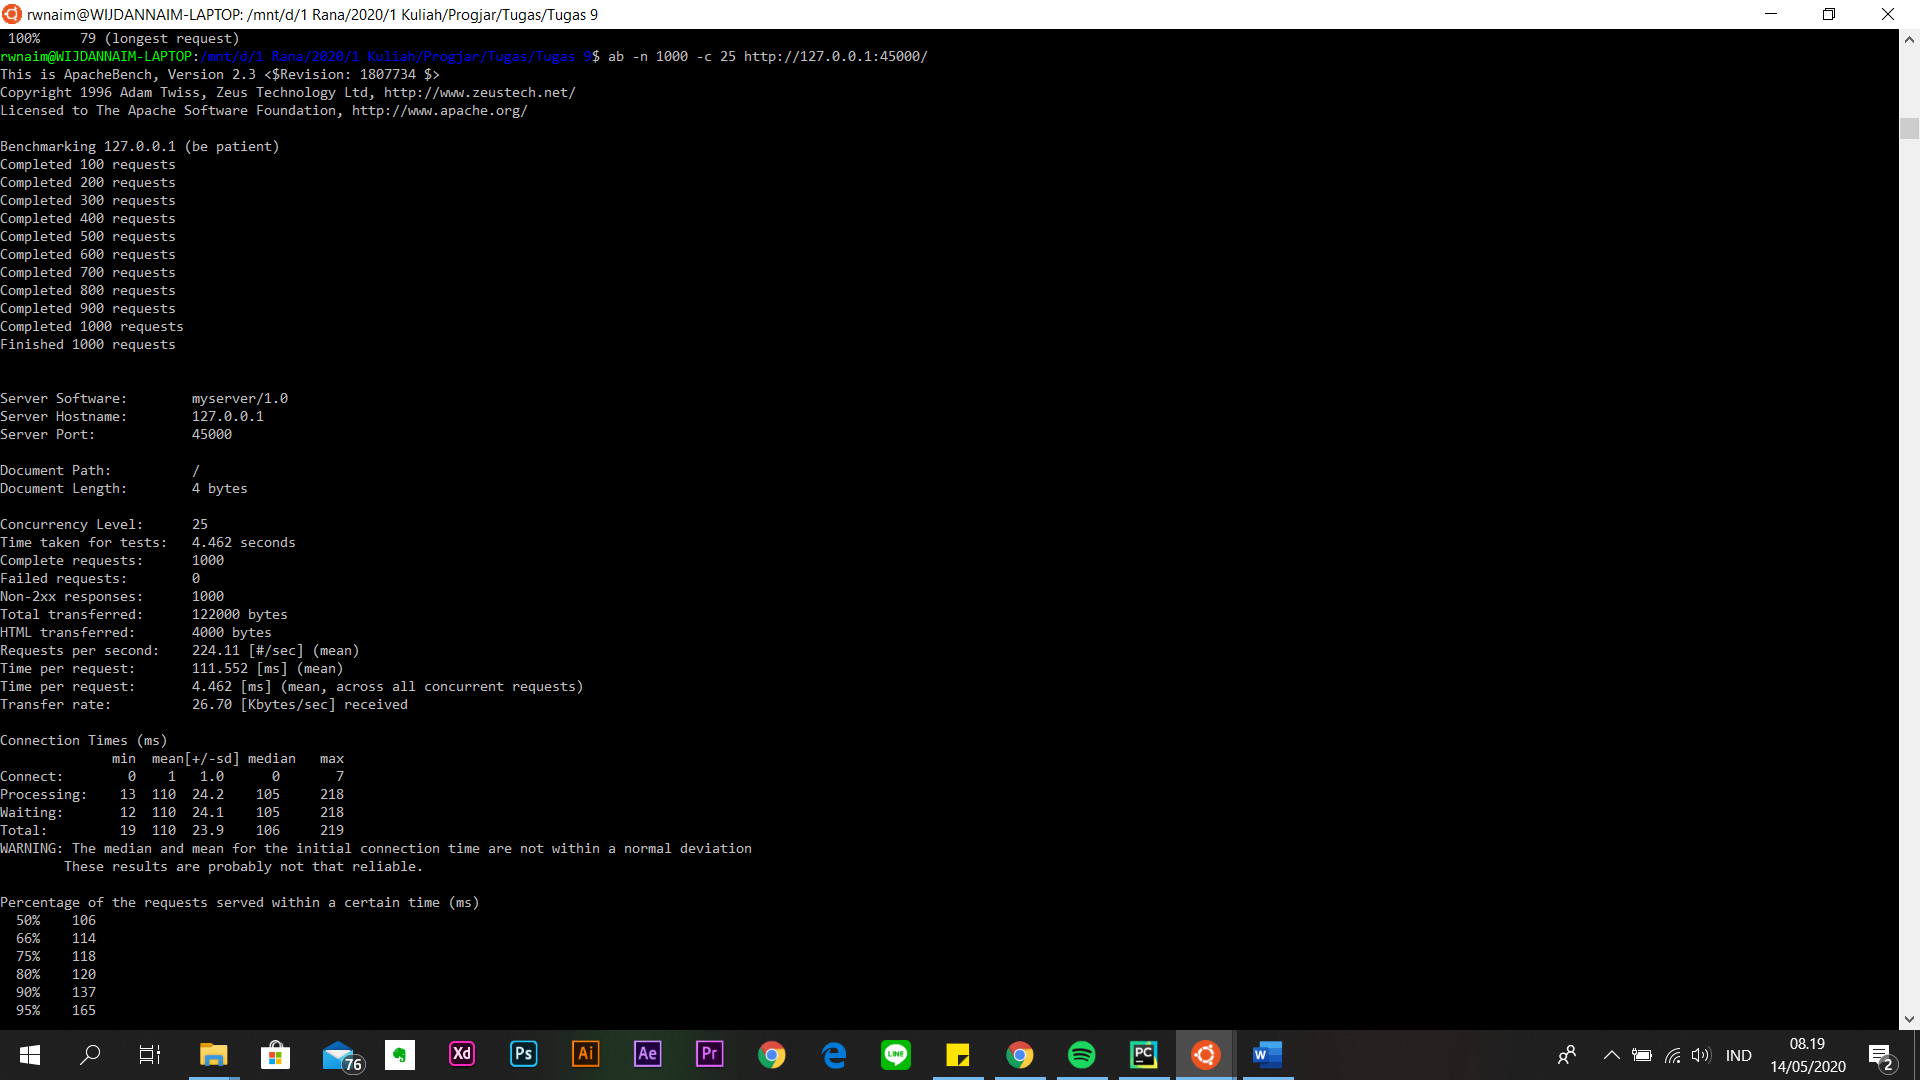 rwnaim@WIJDANNAIM-LAPTOP: /mnt/d/1 Rana/2020/1 Kuliah/Progjar/Tugas/Tugas 9
100% 79 (longest request)
rwnaim@WIJDANNAIM-LAPTOP:/mnt/d/1 Rana/2020/1 Kuliah/Progjar/Tugas/Tugas 9$ ab -n 1000 -c 25 http://127.0.0.1:45000/
This is ApacheBench, Version 2.3 <$Revision: 1807734 $>
Copyright 1996 Adam Twiss, Zeus Technology Ltd, http://www.zeustech.net/
Licensed to The Apache Software Foundation, http://www.apache.org/

Benchmarking 127.0.0.1 (be patient)
Completed 100 requests
Completed 200 requests
Completed 300 requests
Completed 400 requests
Completed 500 requests
Completed 600 requests
Completed 700 requests
Completed 800 requests
Completed 900 requests
Completed 1000 requests
Finished 1000 requests

Server Software: myserver/1.0
Server Hostname: 127.0.0.1
Server Port: 45000

Document Path: /
Document Length: 4 bytes

Concurrency Level: 25
Time taken for tests: 4.462 seconds
Complete requests: 1000
Failed requests: 0
Non-2xx responses: 1000
Total transferred: 122000 bytes
HTML transferred: 4000 bytes
Requests per second: 224.11 [#/sec] (mean)
Time per request: 111.552 [ms] (mean)
Time per request: 4.462 [ms] (mean, across all concurrent requests)
Transfer rate: 26.70 [Kbytes/sec] received

Connection Times (ms)
min mean[+/-sd] median max
Connect: 0 1 1.0 0 7
Processing: 13 110 24.2 105 218
Waiting: 12 110 24.1 105 218
Total: 19 110 23.9 106 219
WARNING: The median and mean for the initial connection time are not within a normal deviation
These results are probably not that reliable.

Percentage of the requests served within a certain time (ms)
50% 106
66% 114
75% 118
80% 120
90% 137
95% 165
76
Xd
Ps
Ai
Ae
Pr
LINE
PC
W
IND
08.19
14/05/2020
2